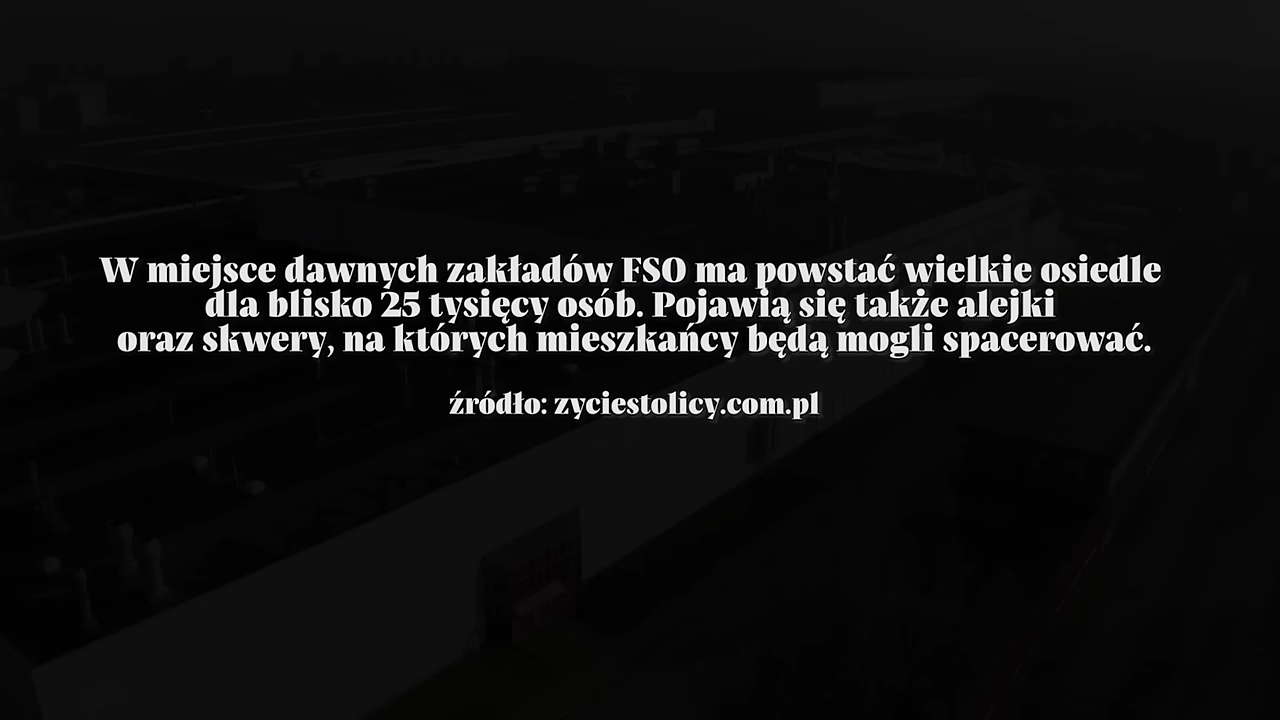 W miejsce dawnych zakładów FSO ma powstać wielkie osiedle
dla blisko 25 tysięcy osób. Pojawią się także alejki
oraz skwery, na których mieszkańcy będą mogli spacerować.
źródło: zyciestolicy.com.pl